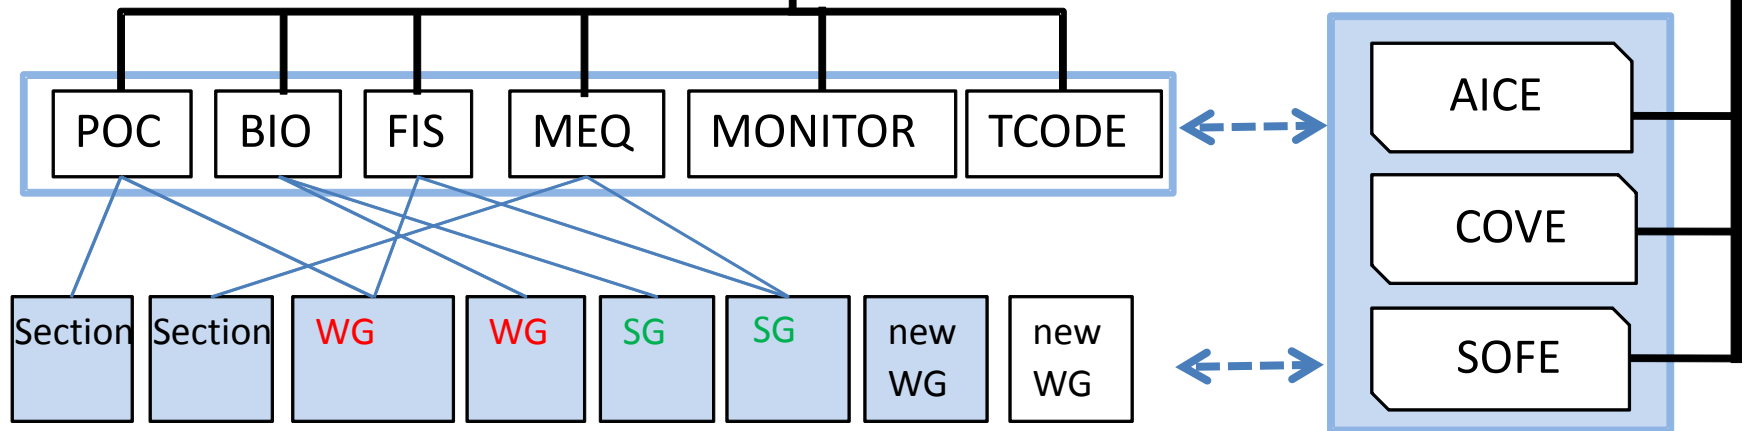 POC
BIO
FIS
MEQ
MONITOR
TCODE
Section
Section
WG
WG
SG
SG
new
WG
new
WG
AICE
COVE
SOFE